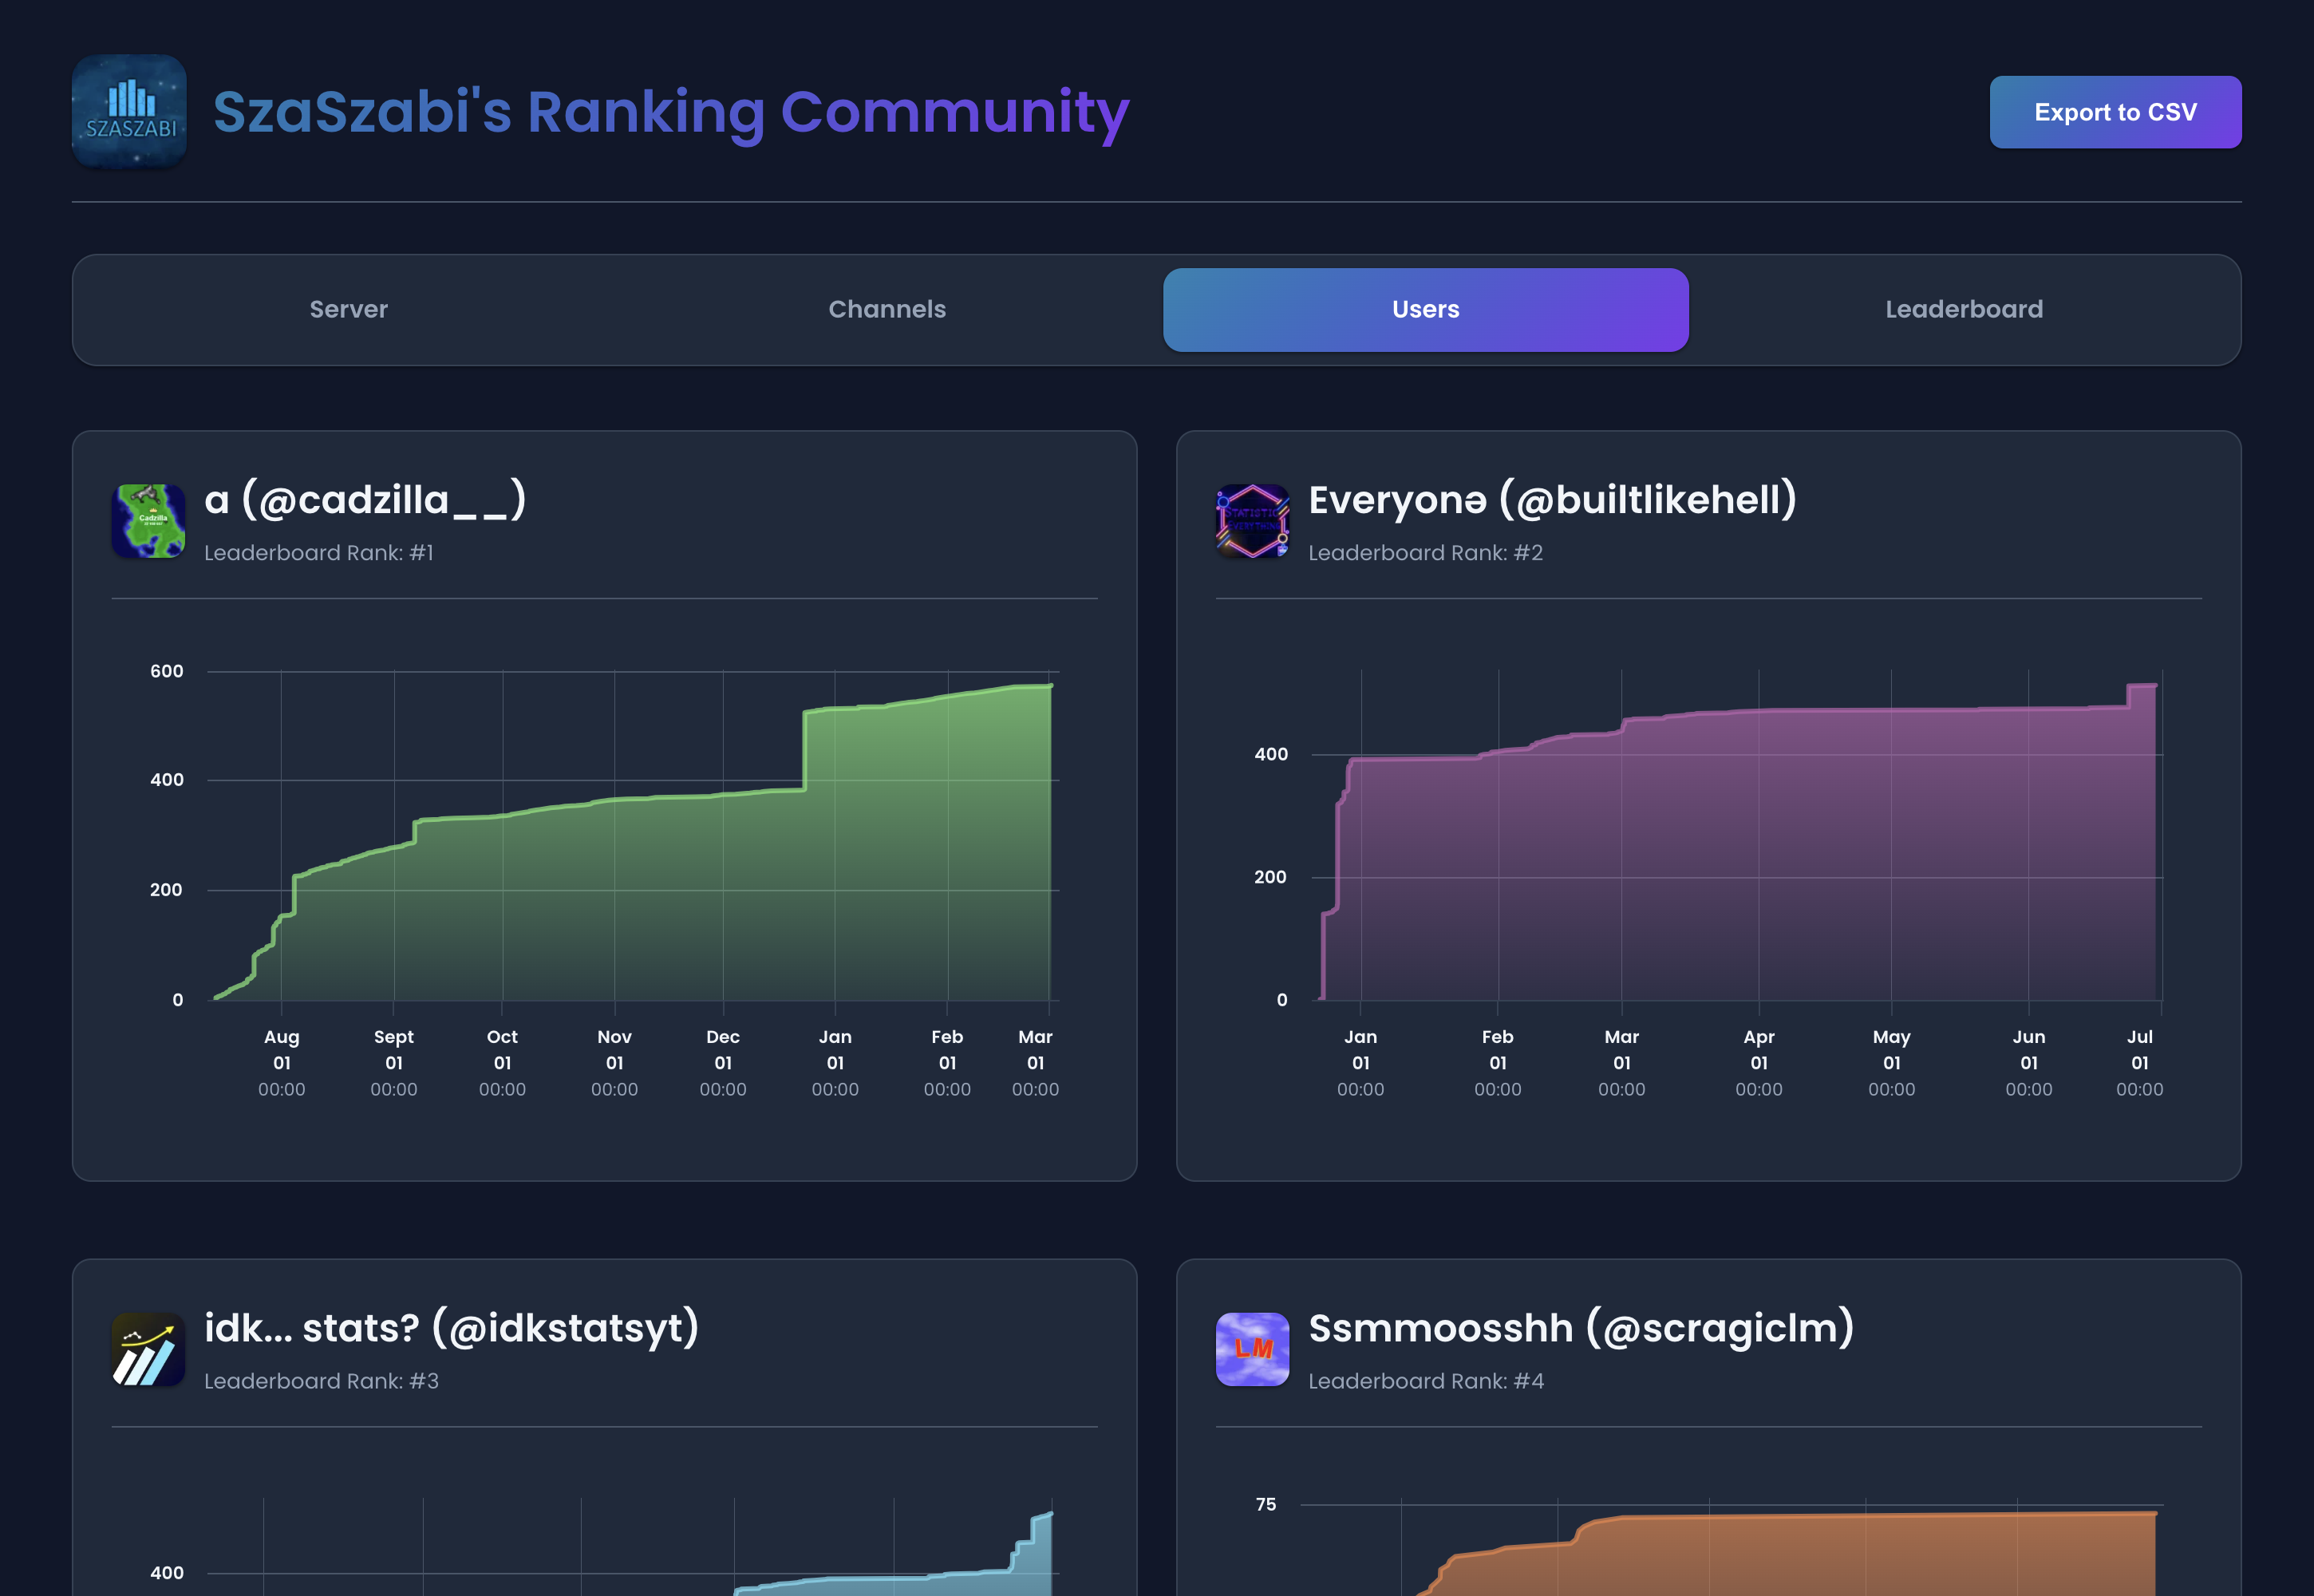 SZASZABI
SzaSzabi's Ranking Community
Export to CSV
Server
Channels
Users
Leaderboard
Cadzilla
a (@cadzilla__)
Leaderboard Rank: #1
600
400
200
0
Aug Sept Oct Nov Dec Jan Feb Mar
01 01 01 01 01 01 01 01
00:00 00:00 00:00 00:00 00:00 00:00 00:00 00:00
STATISTIC
EVERYTHING
Everyonə (@builtlikehell)
Leaderboard Rank: #2
400
200
0
Jan Feb Mar Apr May Jun Jul
01 01 01 01 01 01 01
00:00 00:00 00:00 00:00 00:00 00:00 00:00
idk... stats? (@idkstatsyt)
Leaderboard Rank: #3
400
LM
Ssmmoosshh (@scragiclm)
Leaderboard Rank: #4
75